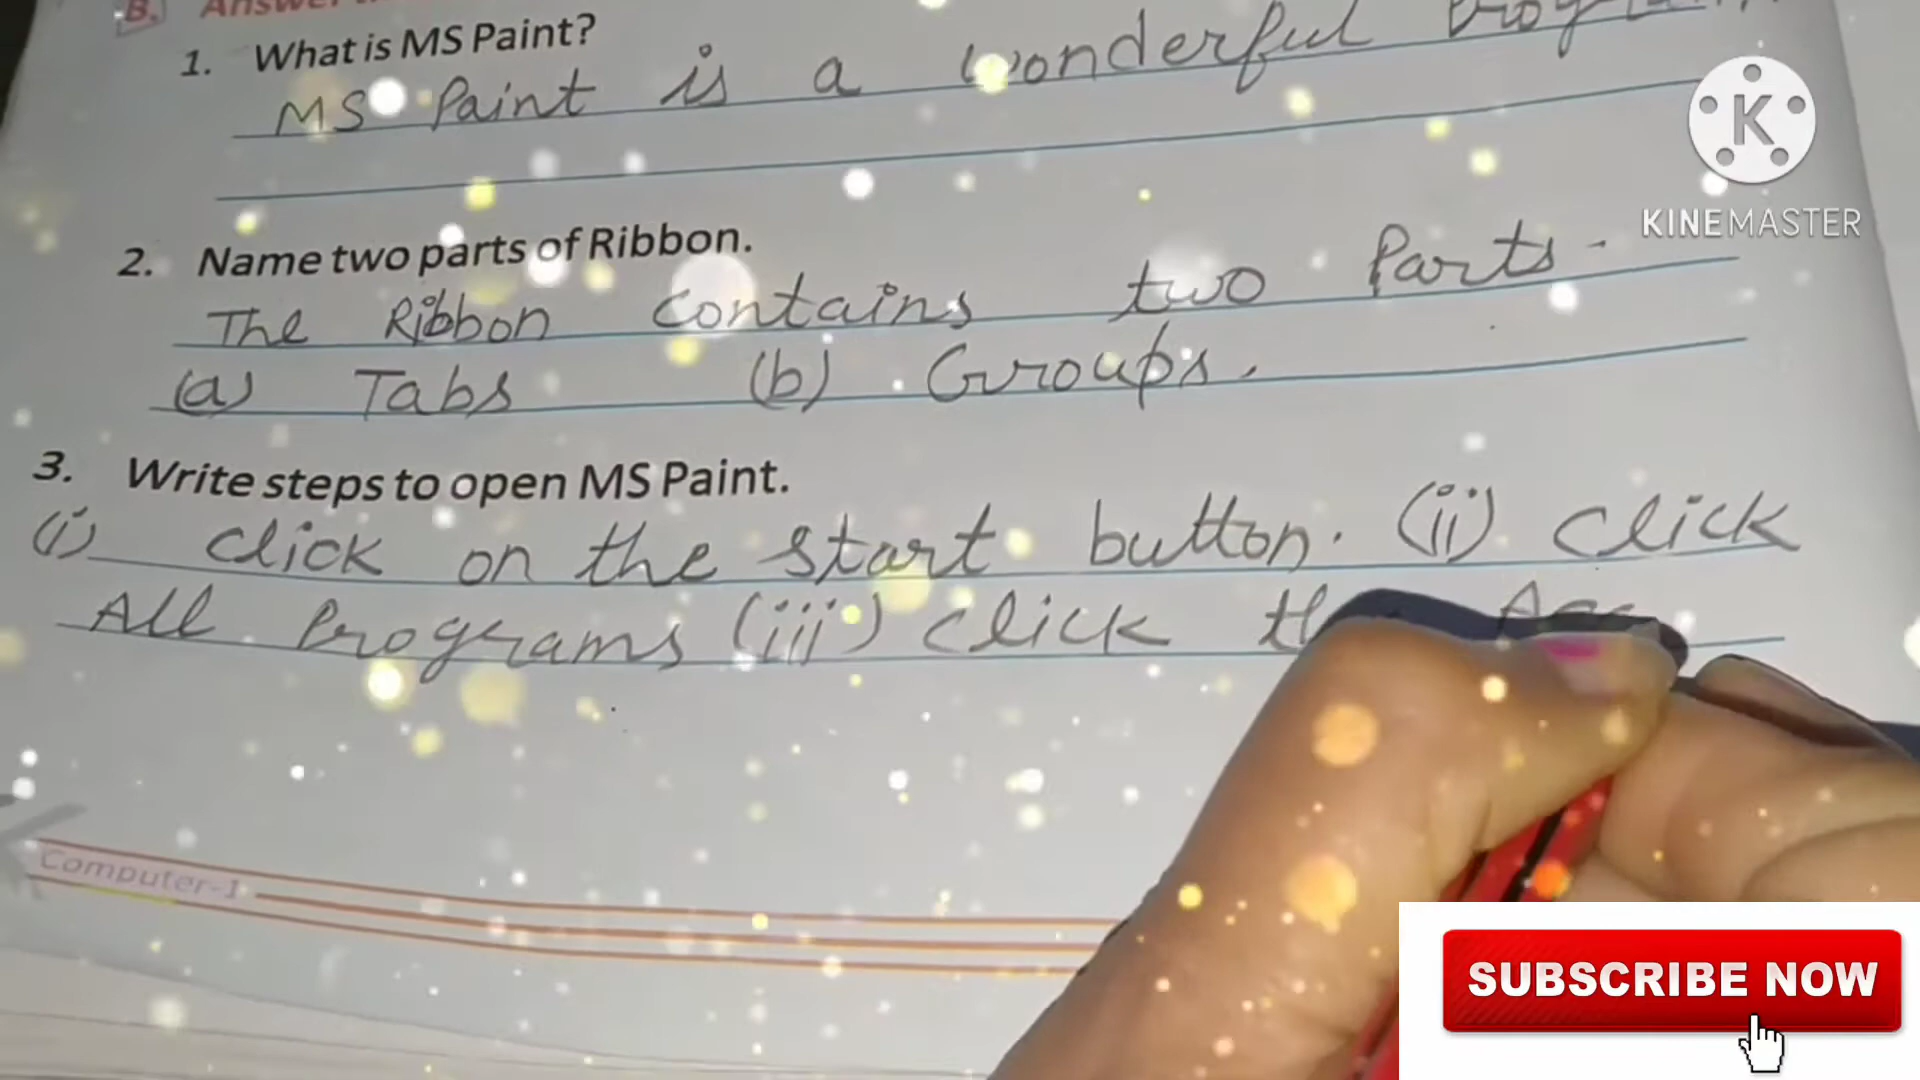 B. Answer
1. What is MS Paint?
MS Paint is a wonderful Program
2. Name two parts of Ribbon.
The Ribbon contains two Parts.
(a) Tabs (b) Groups.
3. Write steps to open MS Paint.
(i) click on the start button. (ii) click
All Programs (iii) click
Computer-1
KINEMASTER
SUBSCRIBE NOW